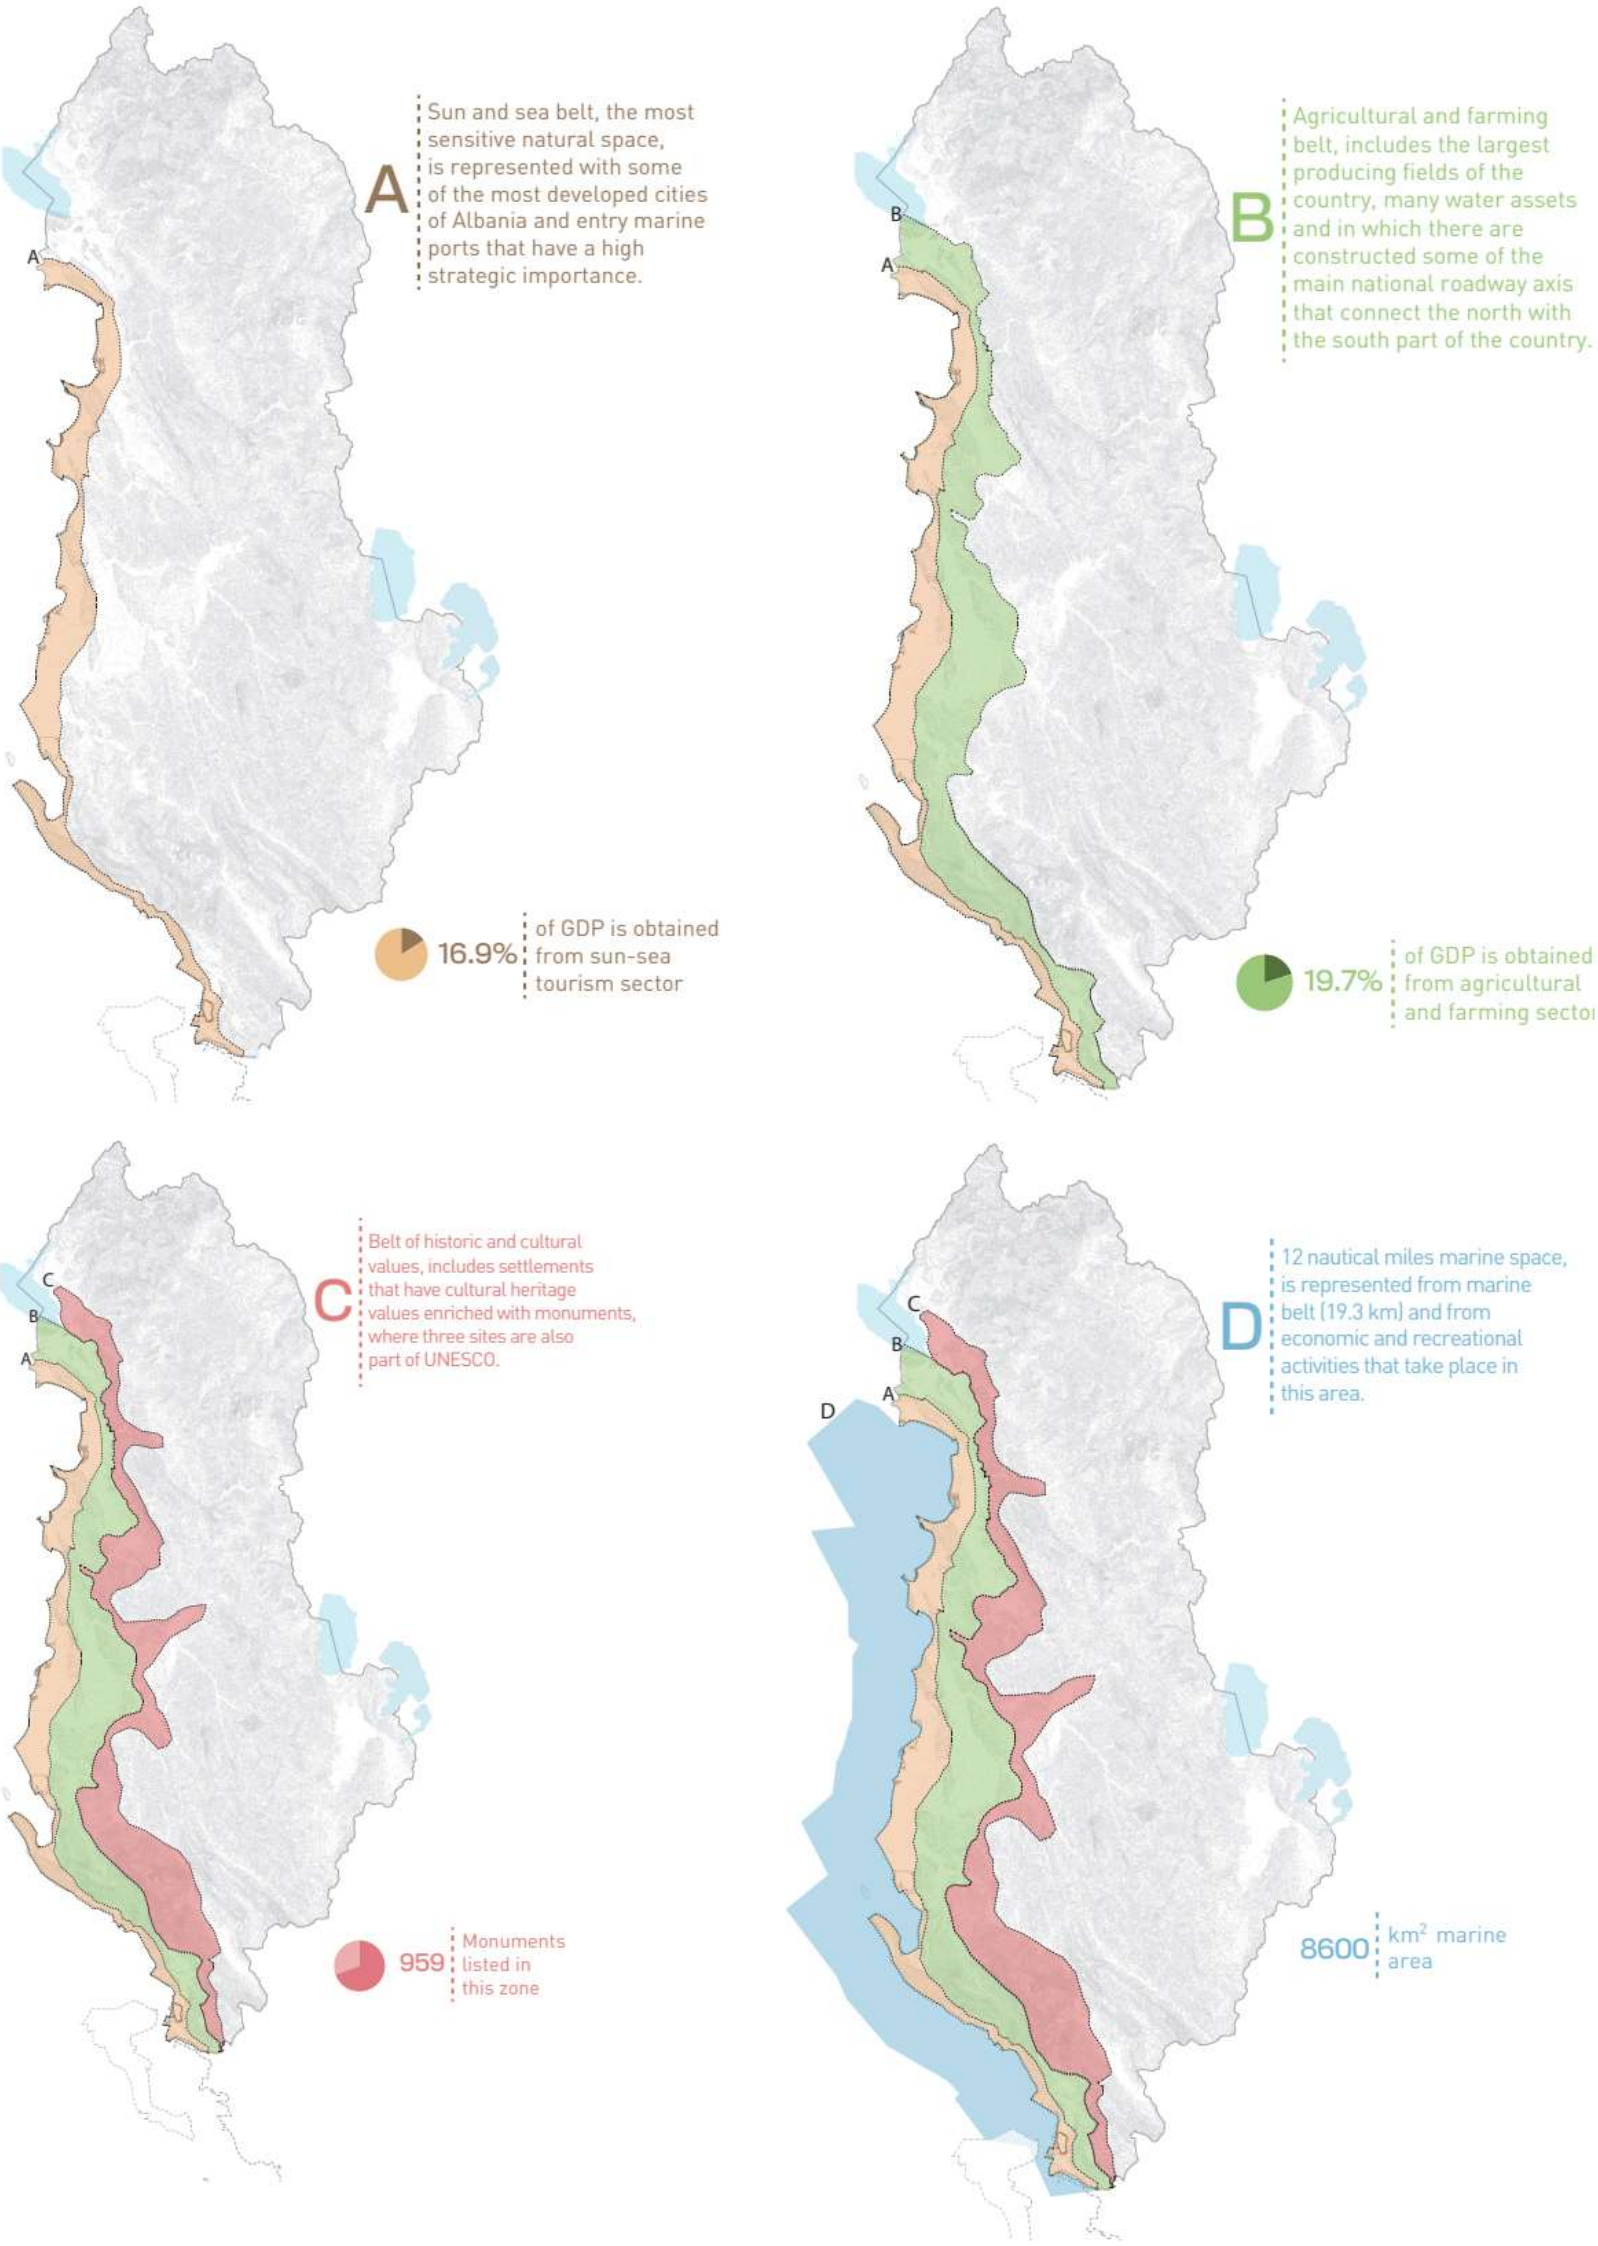 A
Sun and sea belt, the most
sensitive natural space,
is represented with some
of the most developed cities
of Albania and entry marine
ports that have a high
strategic importance.
A
16.9%
of GDP is obtained
from sun-sea
tourism sector
B
Agricultural and farming
belt, includes the largest
producing fields of the
country, many water assets
and in which there are
constructed some of the
main national roadway axis
that connect the north with
the south part of the country.
B
A
19.7%
of GDP is obtained
from agricultural
and farming sector
C
Belt of historic and cultural
values, includes settlements
that have cultural heritage
values enriched with monuments,
where three sites are also
part of UNESCO.
C
B
A
959
Monuments
listed in
this zone
D
12 nautical miles marine space,
is represented from marine
belt (19.3 km) and from
economic and recreational
activities that take place in
this area.
C
B
A
D
8600
km² marine
area